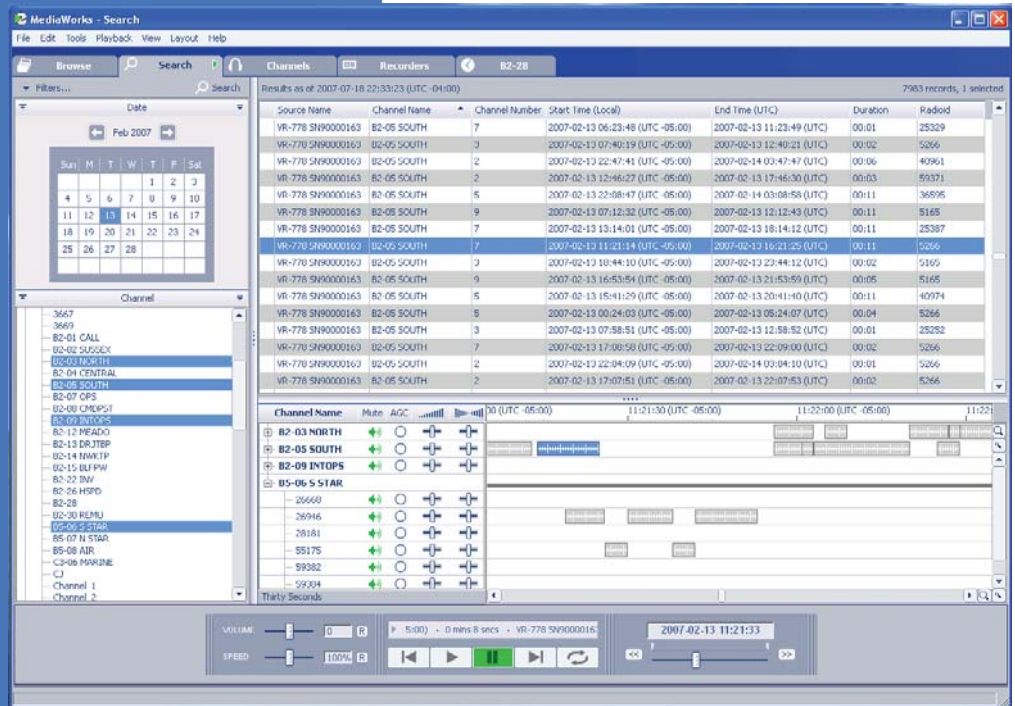 MediaWorks - Search
File Edit Tools Playback View Layout Help
Browse Search Channels Recorders B2-28
Filters... Search
Results as of 2007-07-18 22:33:23 (UTC -04:00) 7983 records, 1 selected
Date
Feb 2007
Sun M T W T F Sat
1 2 3
4 5 6 7 8 9 10
11 12 13 14 15 16 17
18 19 20 21 22 23 24
25 26 27 28
Channel
3667
3669
B2-01 CALL
B2-02 SUSSEX
B2-03 NORTH
B2-04 CENTRAL
B2-05 SOUTH
B2-07 OPS
B2-08 CMDPST
B2-09 INTOPS
B2-12 MEADO
B2-13 DRJTBP
B2-14 NWKTP
B2-15 BLFPW
B2-22 INV
B2-26 HSPD
B2-28
B2-30 REMU
B5-06 S STAR
B5-07 N STAR
B5-08 AIR
C3-06 MARINE
CJ
Channel 1
Channel 2
Source Name Channel Name Channel Number Start Time (Local) End Time (UTC) Duration Radioid
VR-778 SN90000163 B2-05 SOUTH 7 2007-02-13 06:23:48 (UTC -05:00) 2007-02-13 11:23:49 (UTC) 00:01 25329
VR-778 SN90000163 B2-05 SOUTH 3 2007-02-13 07:40:19 (UTC -05:00) 2007-02-13 12:40:21 (UTC) 00:02 5266
VR-778 SN90000163 B2-05 SOUTH 2 2007-02-13 22:47:41 (UTC -05:00) 2007-02-14 03:47:47 (UTC) 00:06 40961
VR-778 SN90000163 B2-05 SOUTH 2 2007-02-13 12:46:27 (UTC -05:00) 2007-02-13 17:46:30 (UTC) 00:03 59371
VR-778 SN90000163 B2-05 SOUTH 5 2007-02-13 22:08:47 (UTC -05:00) 2007-02-14 03:08:58 (UTC) 00:11 36595
VR-778 SN90000163 B2-05 SOUTH 9 2007-02-13 07:12:32 (UTC -05:00) 2007-02-13 12:12:43 (UTC) 00:11 5165
VR-778 SN90000163 B2-05 SOUTH 7 2007-02-13 13:14:01 (UTC -05:00) 2007-02-13 18:14:12 (UTC) 00:11 25387
VR-778 SN90000163 B2-05 SOUTH 7 2007-02-13 11:21:14 (UTC -05:00) 2007-02-13 16:21:25 (UTC) 00:11 5266
VR-778 SN90000163 B2-05 SOUTH 3 2007-02-13 18:44:10 (UTC -05:00) 2007-02-13 23:44:12 (UTC) 00:02 5165
VR-778 SN90000163 B2-05 SOUTH 9 2007-02-13 16:53:54 (UTC -05:00) 2007-02-13 21:53:59 (UTC) 00:05 5165
VR-778 SN90000163 B2-05 SOUTH 5 2007-02-13 15:41:29 (UTC -05:00) 2007-02-13 20:41:40 (UTC) 00:11 40974
VR-778 SN90000163 B2-05 SOUTH 5 2007-02-13 00:24:03 (UTC -05:00) 2007-02-13 05:24:07 (UTC) 00:04 5266
VR-778 SN90000163 B2-05 SOUTH 3 2007-02-13 07:58:51 (UTC -05:00) 2007-02-13 12:58:52 (UTC) 00:01 25252
VR-778 SN90000163 B2-05 SOUTH 7 2007-02-13 17:08:58 (UTC -05:00) 2007-02-13 22:09:00 (UTC) 00:02 5266
VR-778 SN90000163 B2-05 SOUTH 2 2007-02-13 22:04:09 (UTC -05:00) 2007-02-14 03:04:10 (UTC) 00:01 5266
VR-778 SN90000163 B2-05 SOUTH 2 2007-02-13 17:07:51 (UTC -05:00) 2007-02-13 22:07:53 (UTC) 00:02 5266
Channel Name Mute AGC 00 (UTC -05:00) 11:21:30 (UTC -05:00) 11:22:00 (UTC -05:00) 11:22:
B2-03 NORTH
B2-05 SOUTH
B2-09 INTOPS
B5-06 S STAR
26668
26946
28181
55175
59382
59384
Thirty Seconds
VOLUME 0 R
SPEED 100% R
5:00) - 0 mins 8 secs - VR-778 SN9000016
2007-02-13 11:21:33